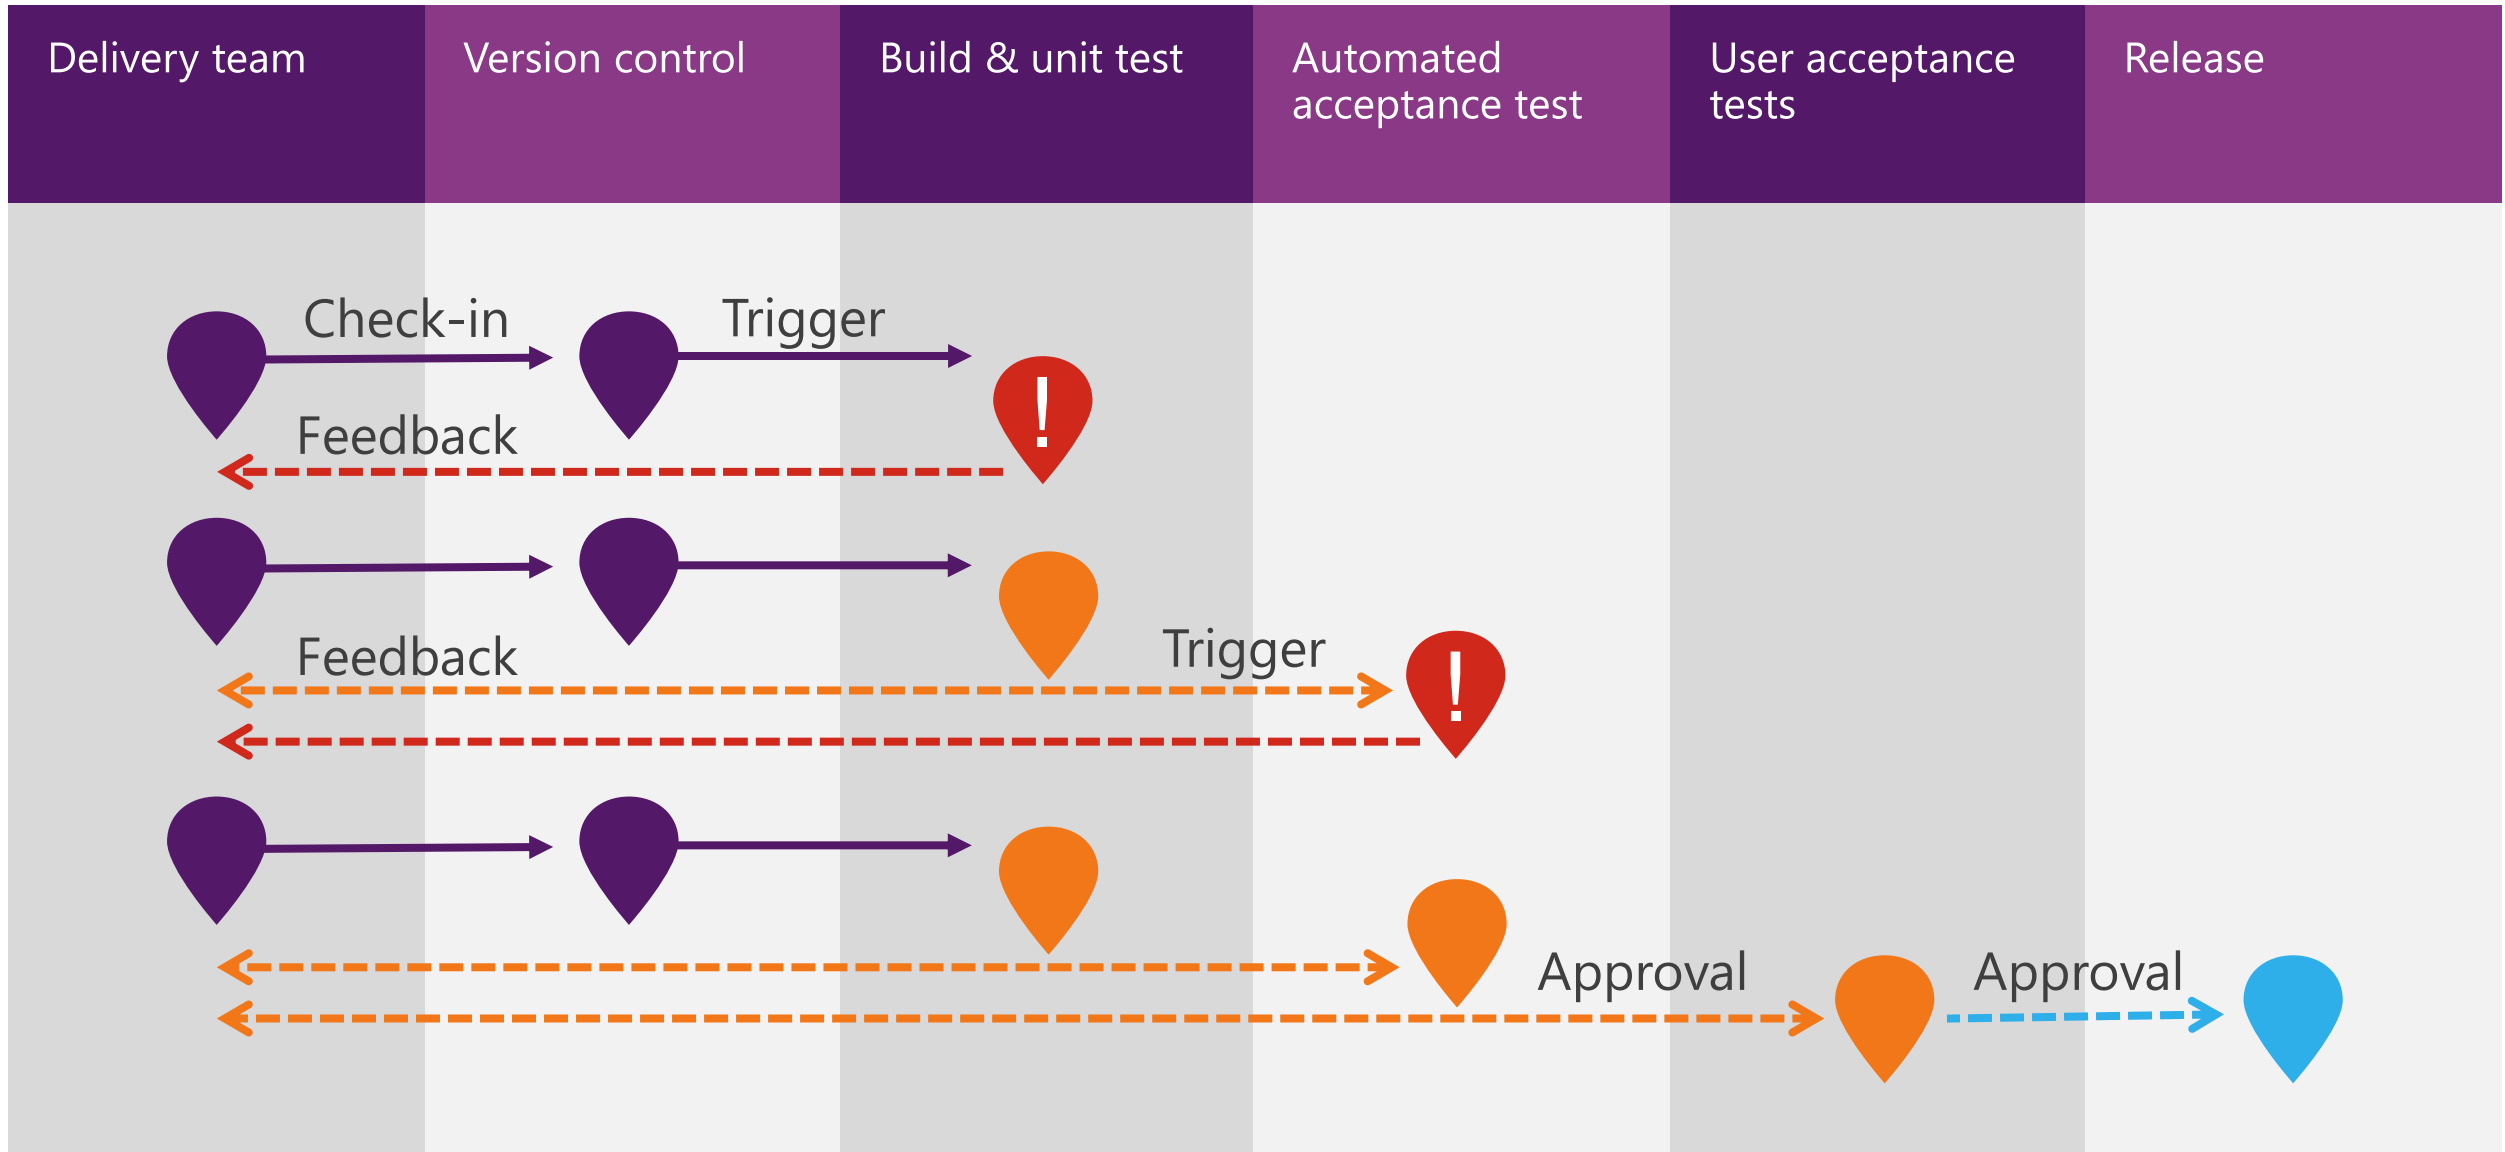 Delivery team
Version control
Build & unit test
Automated
acceptance test
User acceptance
tests
Release
Check-in
Trigger
!
Feedback
Feedback
Trigger
!
Approval
Approval